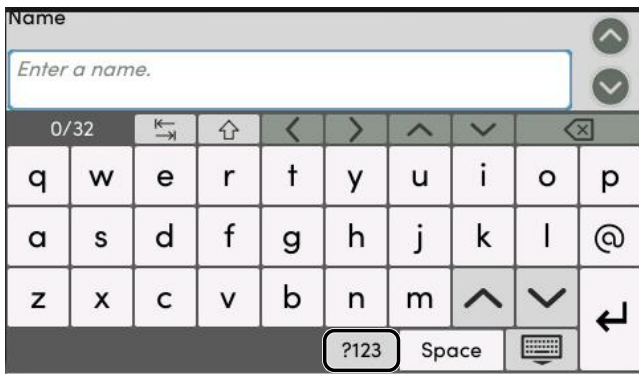 Name
Enter a name.
0/32
q w e r t y u i o p
a s d f g h j k l @
z x c v b n m
?123 Space